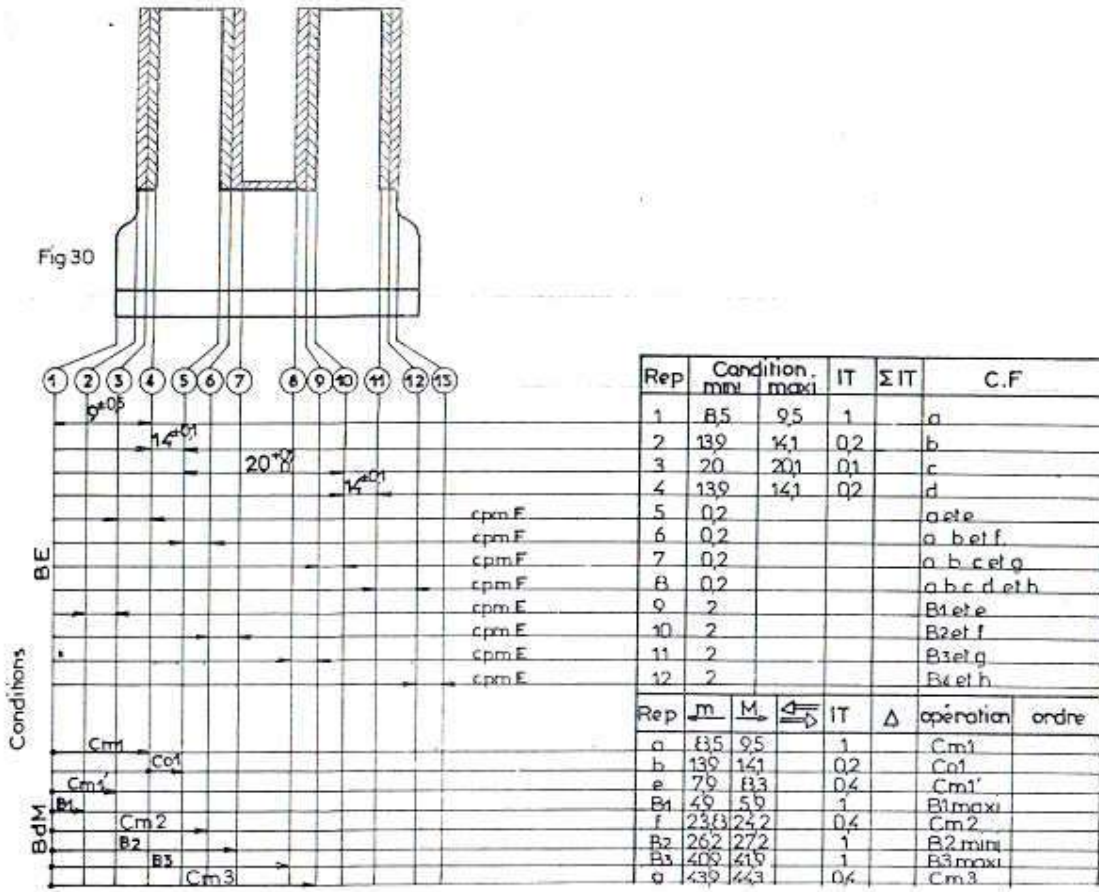 Fig 30
1 2 3 4 5 6 7 8 9 10 11 12 13
9±0,5
14±0,1
20+0,1 0
14±0,1
cpm F
cpm F
cpm F
cpm F
cpm E
cpm E
cpm E
cpm E
BE
Conditions
BdM
Cm1
Co1
Cm1'
B1
Cm2
B2
B3
Cm3
Rep Condition mini maxi IT ΣIT C.F
1 8,5 9,5 1 a
2 13,9 14,1 0,2 b
3 20 20,1 0,1 c
4 13,9 14,1 0,2 d
5 0,2 a et e
6 0,2 a b et f.
7 0,2 a b c et g
8 0,2 a b c d et h
9 2 B1 et e
10 2 B2 et f
11 2 B3 et g
12 2 B4 et h
Rep m M IT Δ opération ordre
a 8,5 9,5 1 Cm1
b 13,9 14,1 0,2 Co1
e 7,9 8,3 0,4 Cm1'
B1 4,9 5,9 1 B1 maxi
f 23,8 24,2 0,4 Cm2
B2 26,2 27,2 1 B2 mini
B3 40,9 41,9 1 B3 maxi
g 43,9 44,3 0,4 Cm3